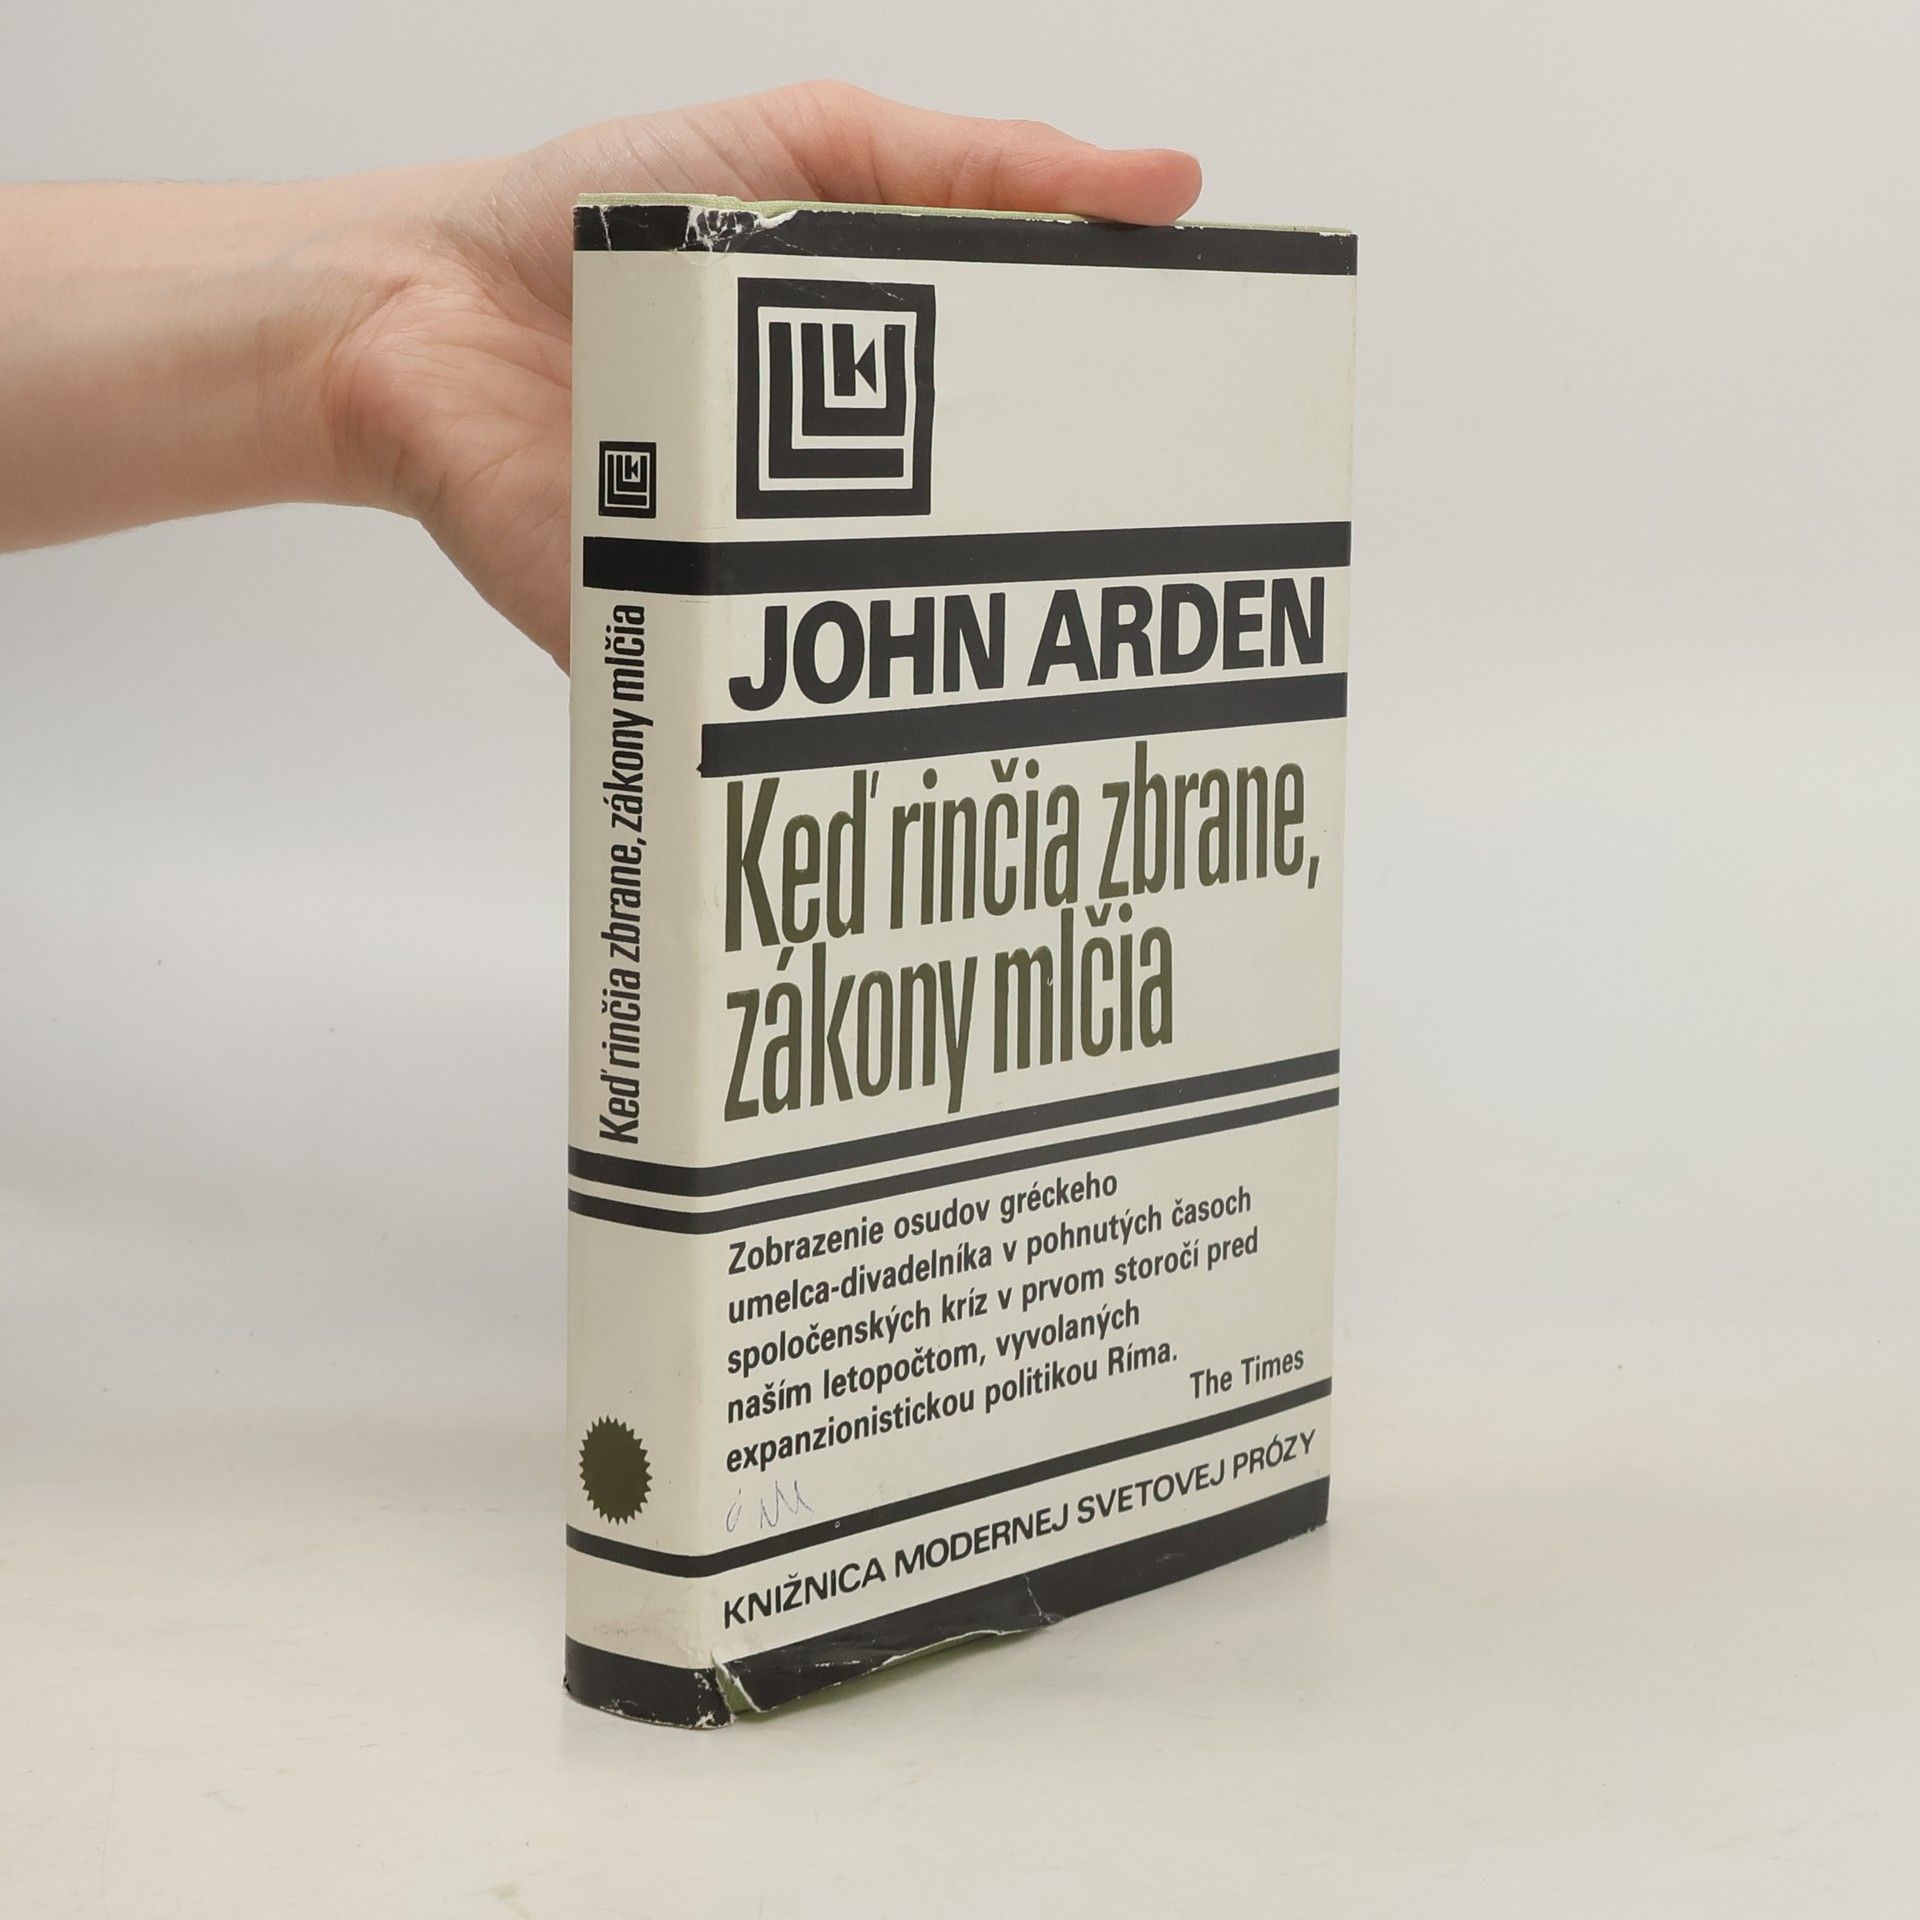 Keď rinčia zbrane, zákony mlčia
JOHN ARDEN
Keď rinčia zbrane,
zákony mlčia
Zobrazenie osudov gréckeho
umelca-divadelníka v pohnutých časoch
spoločenských kríz v prvom storočí pred
naším letopočtom, vyvolaných
expanzionistickou politikou Ríma.
The Times
KNIŽNICA MODERNEJ SVETOVEJ PRÓZY